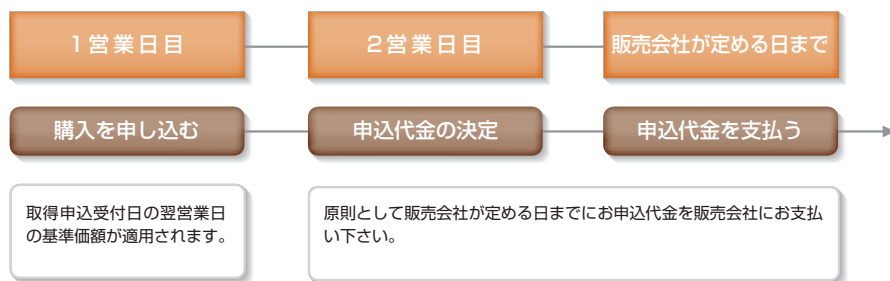 1営業日目
2営業日目
販売会社が定める日まで
購入を申し込む
申込代金の決定
申込代金を支払う
取得申込受付日の翌営業日
の基準価額が適用されます。
原則として販売会社が定める日までにお申込代金を販売会社にお支払
い下さい。